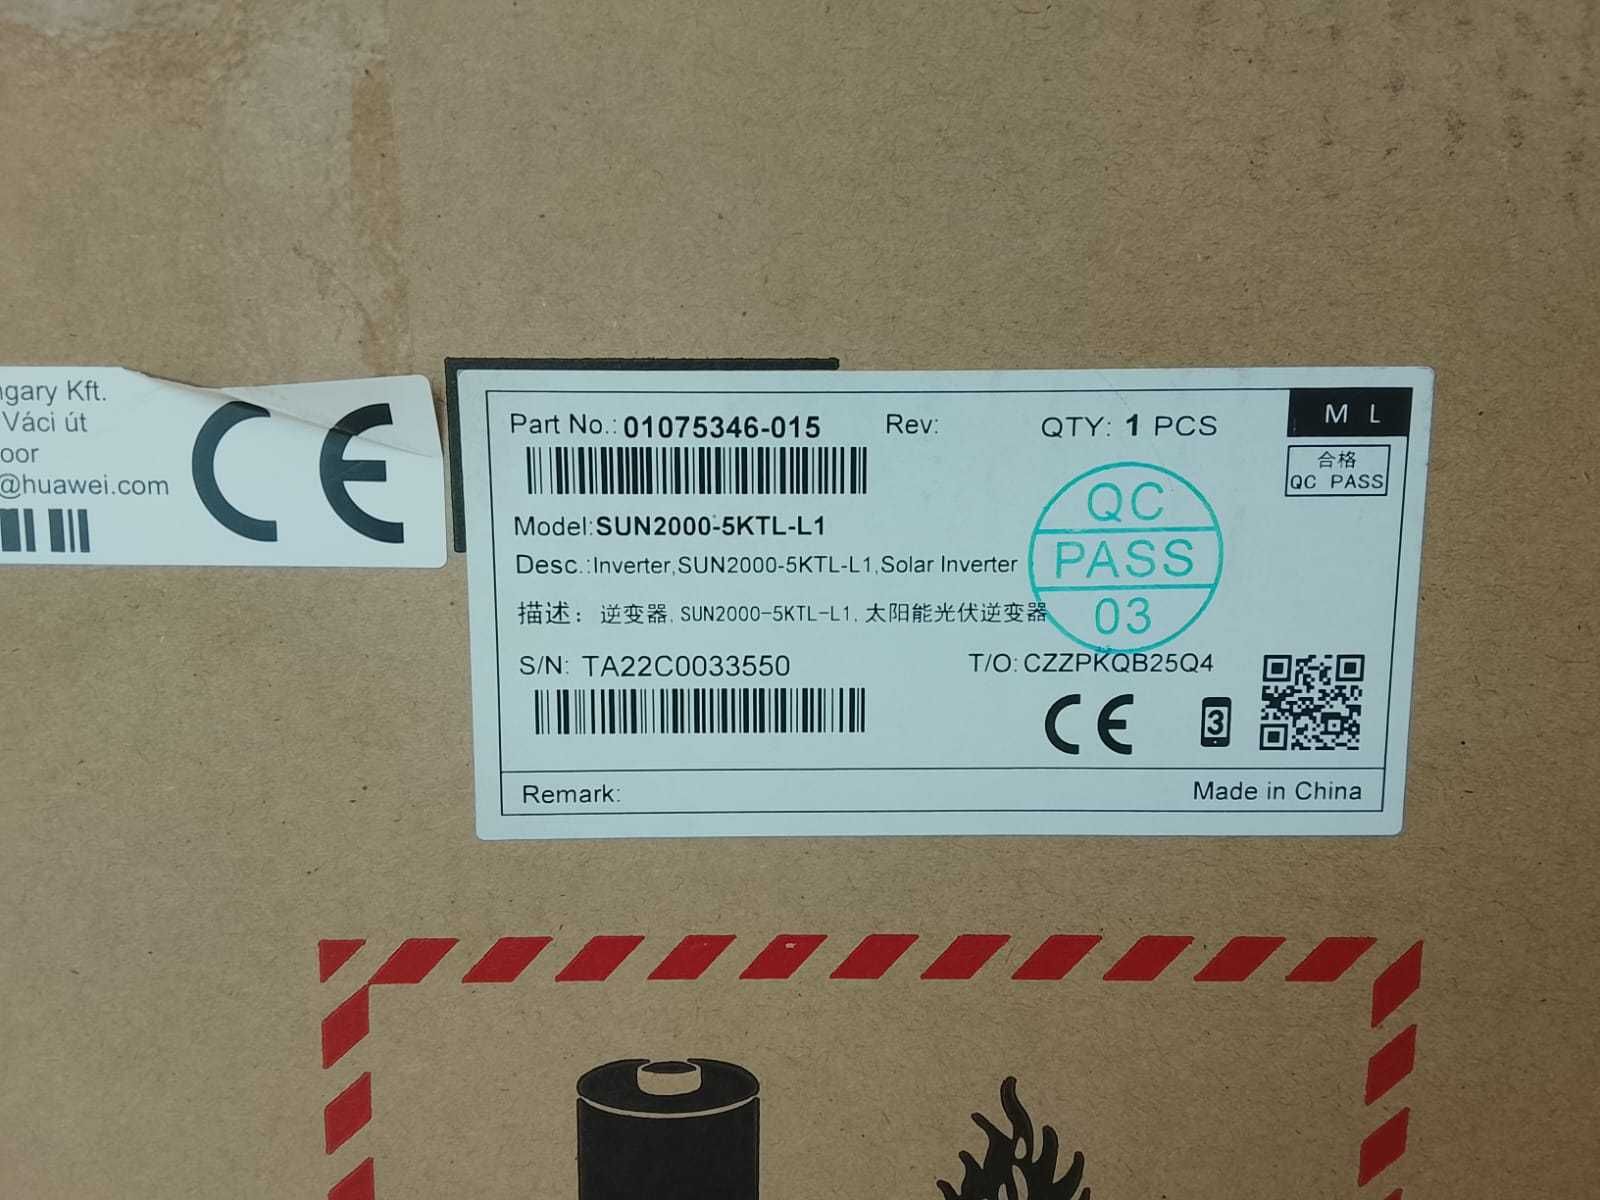 ngary Kft.
Váci út
oor
@huawei.com
CE
Part No.: 01075346-015
Rev:
QTY: 1 PCS
M L
合格
QC PASS
Model:SUN2000-5KTL-L1
Desc.:Inverter,SUN2000-5KTL-L1,Solar Inverter
描述: 逆变器, SUN2000-5KTL-L1, 太阳能光伏逆变器
QC
PASS
03
S/N: TA22C0033550
T/O: CZZPKQB25Q4
CE
3
Remark:
Made in China